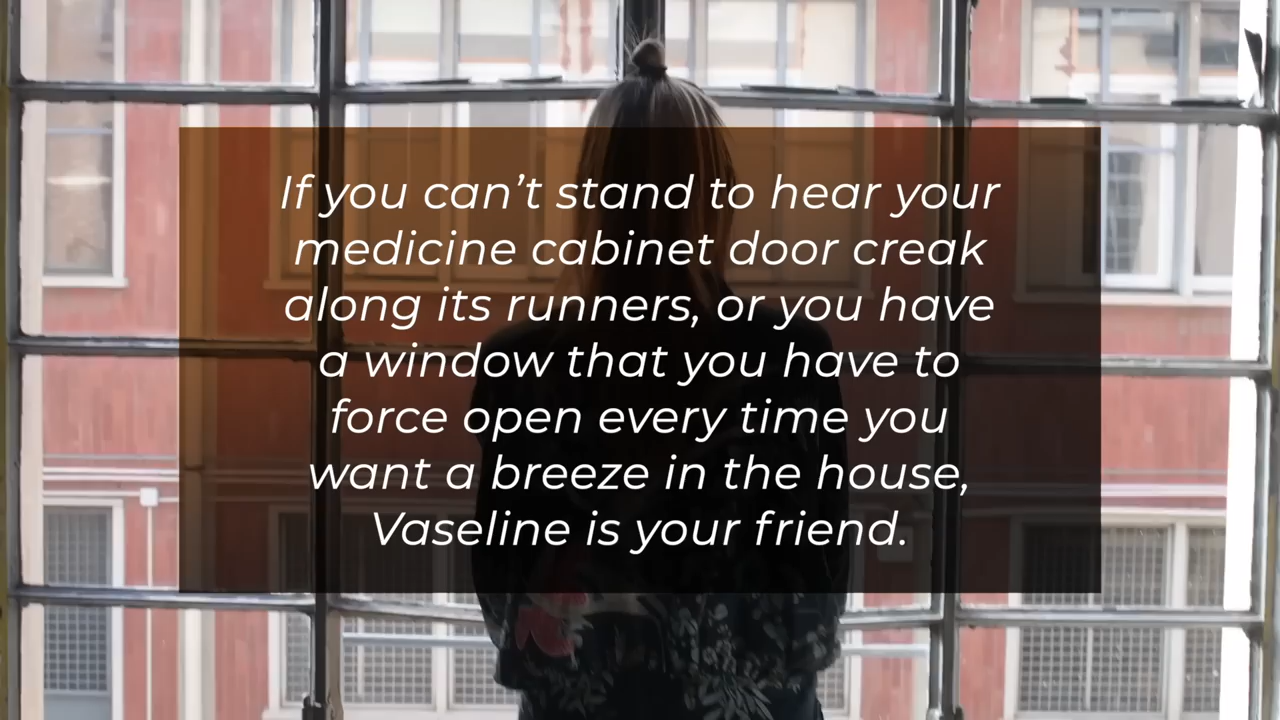 If you can’t stand to hear your
medicine cabinet door creak
along its runners, or you have
a window that you have to
force open every time you
want a breeze in the house,
Vaseline is your friend.